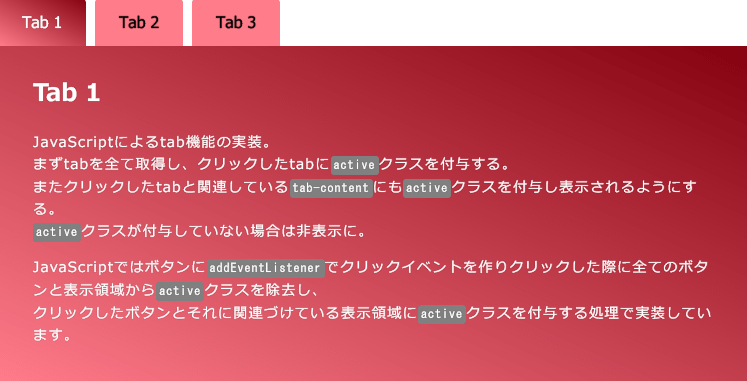 Tab 1 Tab 2 Tab 3
Tab 1
JavaScriptによるtab機能の実装。
まずtabを全て取得し、クリックしたtabにactiveクラスを付与する。
またクリックしたtabと関連しているtab-contentにもactiveクラスを付与し表示されるようにす
る。
activeクラスが付与していない場合は非表示に。
JavaScriptではボタンにaddEventListenerでクリックイベントを作りクリックした際に全てのボタ
ンと表示領域からactiveクラスを除去し、
クリックしたボタンとそれに関連づけている表示領域にactiveクラスを付与する処理で実装してい
ます。